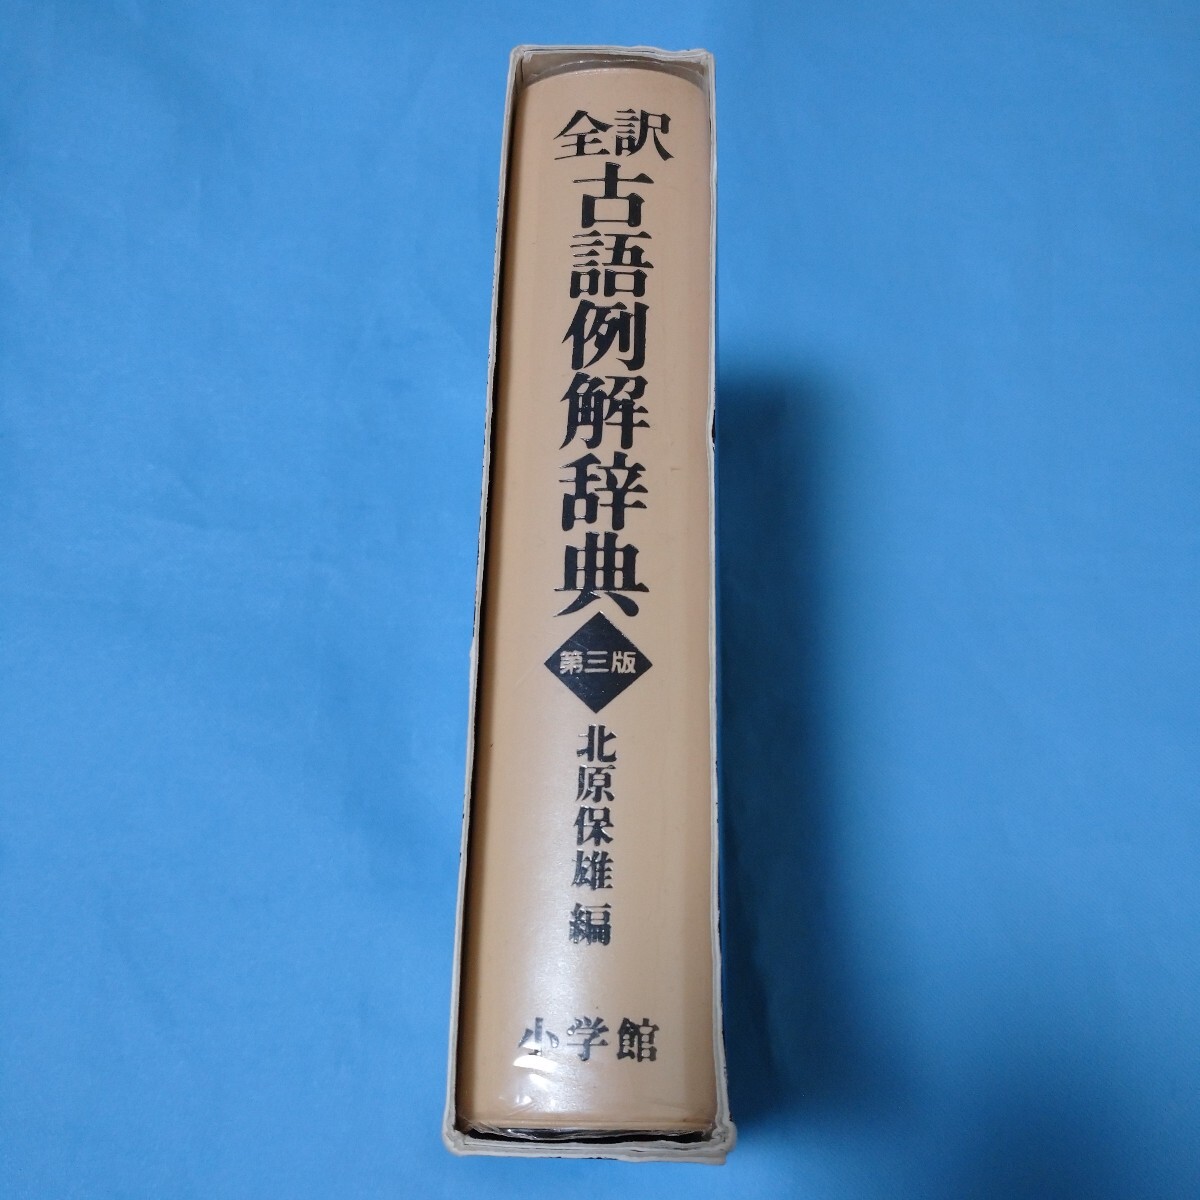 全訳
古語例解辞典
第三版
北原保雄 編
小学館